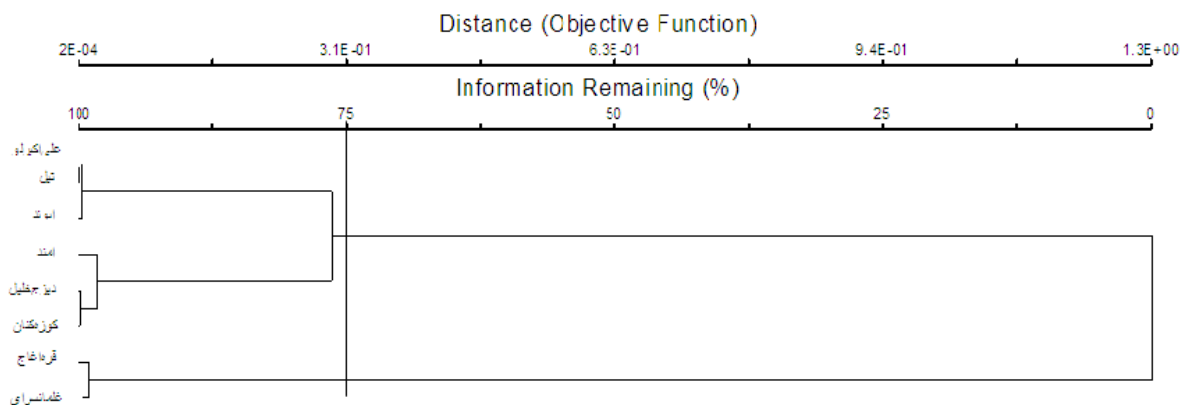 Distance (Objective Function)
2E-04 3.1E-01 6.3E-01 9.4E-01 1.3E+00
Information Remaining (%)
100 75 50 25 0
علی‌اکبرلو
تیل
امند
دیزج‌خلیل
کوزه‌کنان
قره‌اغاج
غلمانسرای